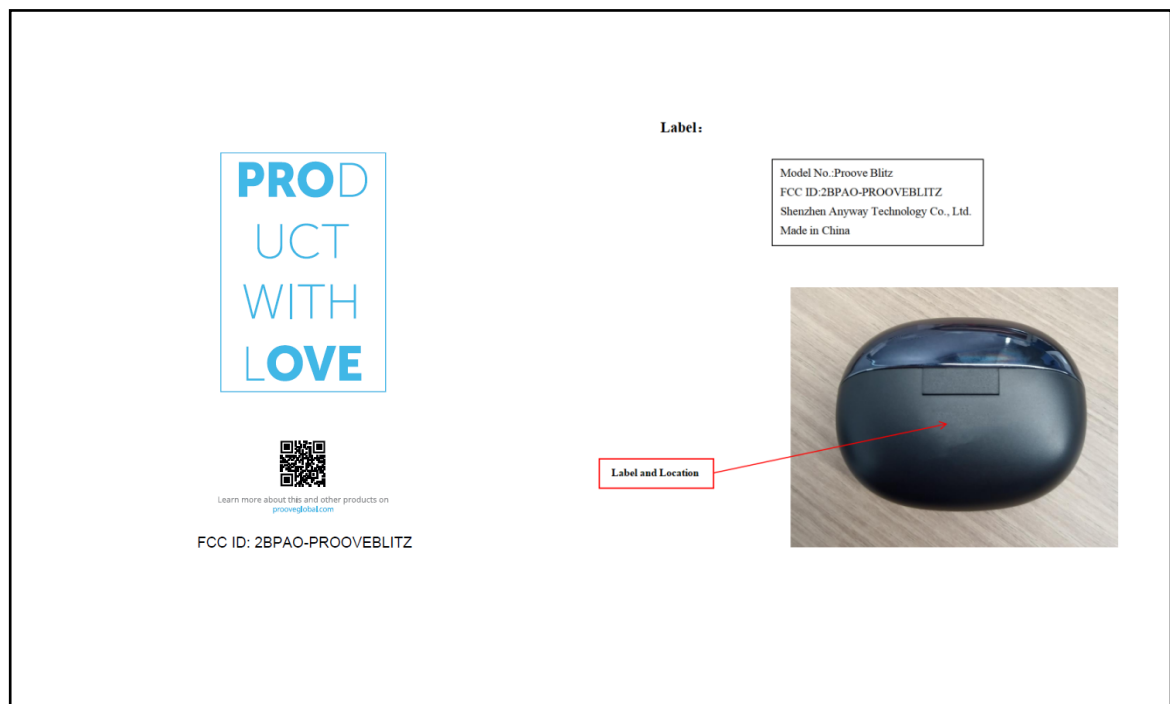 PROD
UCT
WITH
LOVE
Learn more about this and other products on
prooveglobal.com
FCC ID: 2BPAO-PROOVEBLITZ
Label:
Model No.:Proove Blitz
FCC ID:2BPAO-PROOVEBLITZ
Shenzhen Anyway Technology Co., Ltd.
Made in China
Label and Location